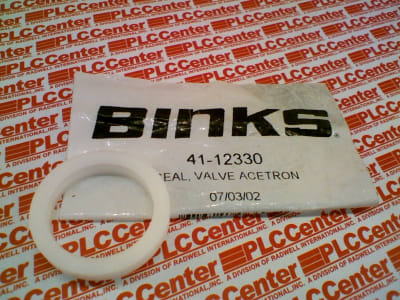 BINKS
41-12330
SEAL, VALVE ACETRON
07/03/02
PLCCenter
A DIVISION OF RADWELL INTERNATIONAL, INC.